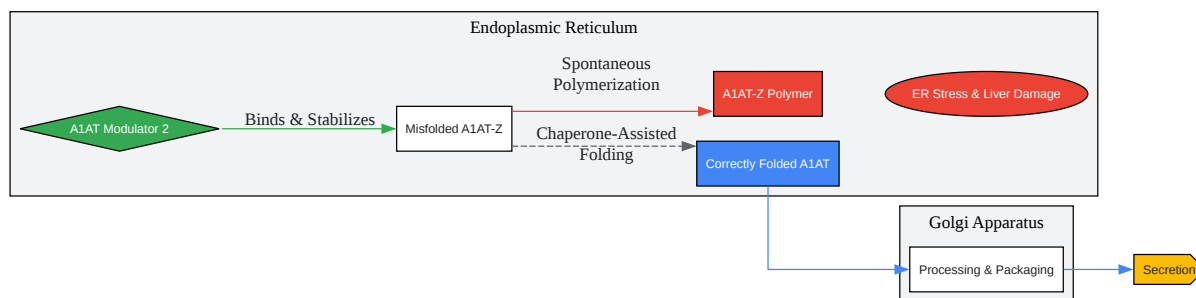 Endoplasmic Reticulum
Spontaneous
Polymerization
A1AT-Z Polymer
ER Stress & Liver Damage
A1AT Modulator 2
Binds & Stabilizes
Misfolded A1AT-Z
Chaperone-Assisted
Folding
Correctly Folded A1AT
Golgi Apparatus
Processing & Packaging
Secretion